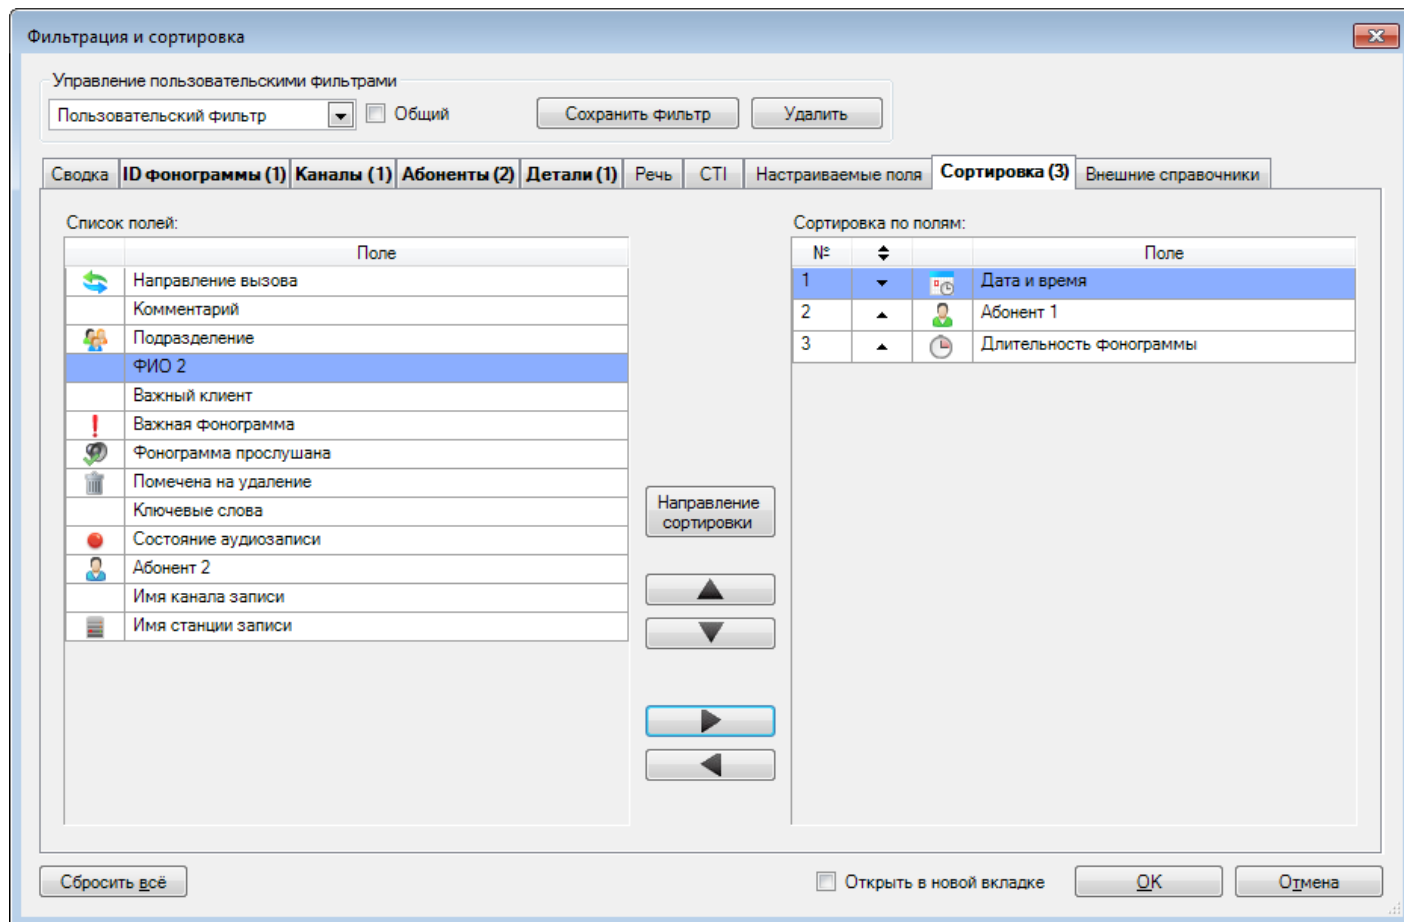 Фильтрация и сортировка
Управление пользовательскими фильтрами
Пользовательский фильтр
Общий
Сохранить фильтр
Удалить
Сводка ID фонограммы (1) Каналы (1) Абоненты (2) Детали (1) Речь CTI Настраиваемые поля Сортировка (3) Внешние справочники
Список полей:
Поле
Направление вызова
Комментарий
Подразделение
ФИО 2
Важный клиент
Важная фонограмма
Фонограмма прослушана
Помечена на удаление
Ключевые слова
Состояние аудиозаписи
Абонент 2
Имя канала записи
Имя станции записи
Направление
сортировки
Сортировка по полям:
№ Поле
1 Дата и время
2 Абонент 1
3 Длительность фонограммы
Сбросить всё
Открыть в новой вкладке
OK
Отмена